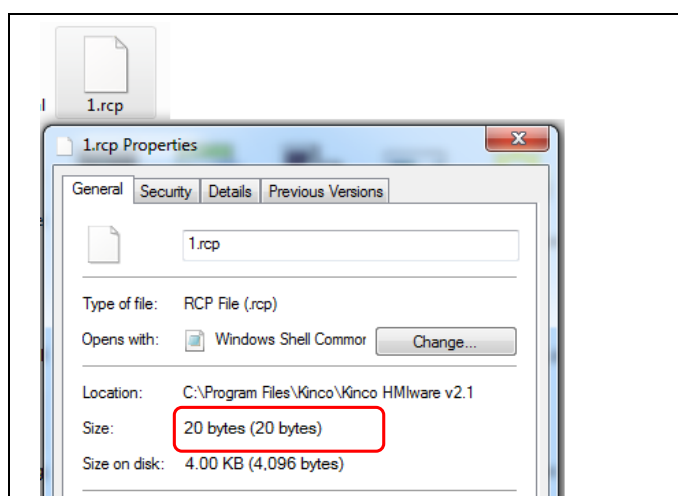 1.rcp
1.rcp Properties
General Security Details Previous Versions
1.rcp
Type of file: RCP File (.rcp)
Opens with: Windows Shell Commor Change...
Location: C:\Program Files\Kinco\Kinco HMIware v2.1
Size: 20 bytes (20 bytes)
Size on disk: 4.00 KB (4,096 bytes)